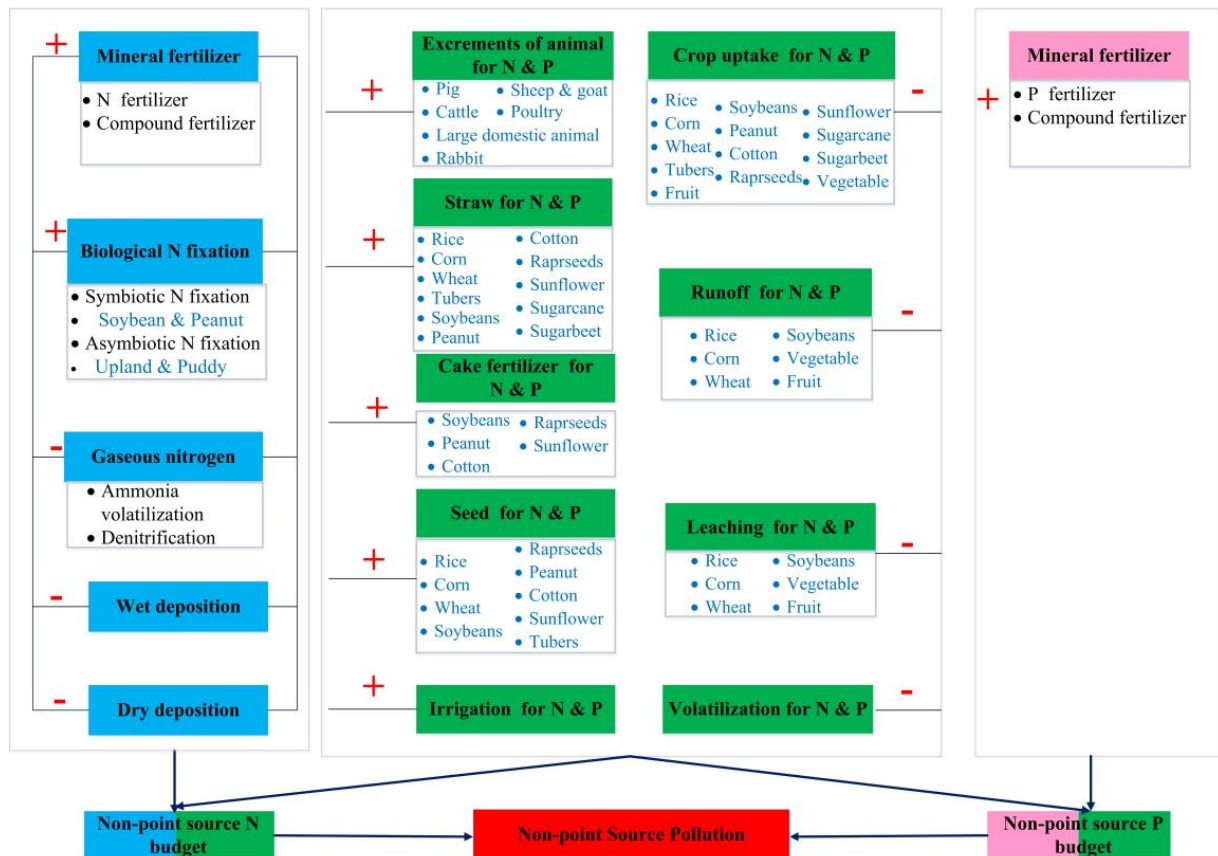 +
Mineral fertilizer
● N fertilizer
● Compound fertilizer
+
Biological N fixation
● Symbiotic N fixation
● Soybean & Peanut
● Asymbiotic N fixation
• Upland & Puddy
-
Gaseous nitrogen
● Ammonia
volatilization
● Denitrification
-
Wet deposition
-
Dry deposition
+
Excrements of animal
for N & P
● Pig
● Cattle
● Large domestic animal
● Rabbit
● Sheep & goat
● Poultry
+
Straw for N & P
● Rice
● Corn
● Wheat
● Tubers
● Soybeans
● Peanut
● Cotton
● Raprseeds
● Sunflower
● Sugarcane
● Sugarbeet
+
Cake fertilizer for
N & P
● Soybeans
● Peanut
● Cotton
● Raprseeds
● Sunflower
+
Seed for N & P
● Rice
● Corn
● Wheat
● Soybeans
● Raprseeds
● Peanut
● Cotton
● Sunflower
● Tubers
+
Irrigation for N & P
Crop uptake for N & P
-
● Rice
● Corn
● Wheat
● Tubers
● Fruit
● Soybeans
● Peanut
● Cotton
● Raprseeds
● Sunflower
● Sugarcane
● Sugarbeet
● Vegetable
Runoff for N & P
-
● Rice
● Corn
● Wheat
● Soybeans
● Vegetable
● Fruit
Leaching for N & P
-
● Rice
● Corn
● Wheat
● Soybeans
● Vegetable
● Fruit
Volatilization for N & P
-
+
Mineral fertilizer
● P fertilizer
● Compound fertilizer
Non-point source N
budget
Non-point Source Pollution
Non-point source P
budget